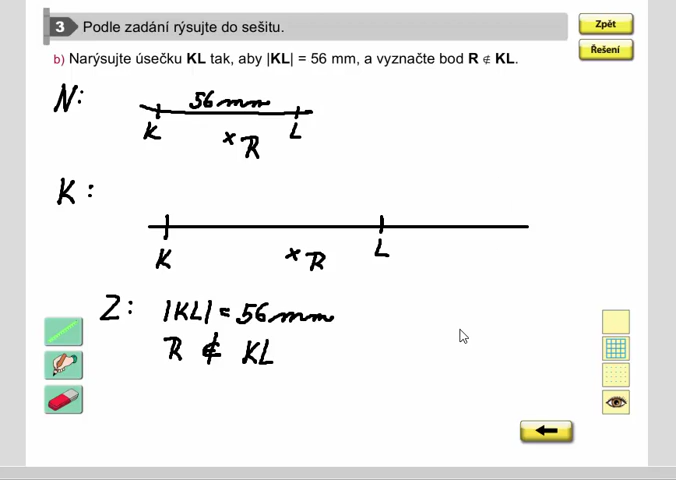 3 Podle zadání rýsujte do sešitu.
Zpět
Řešení
b) Narýsujte úsečku KL tak, aby |KL| = 56 mm, a vyznačte bod R ∉ KL.
N:
56 mm
K L
× R
K:
K L
× R
Z: |KL| = 56 mm
R ∉ KL